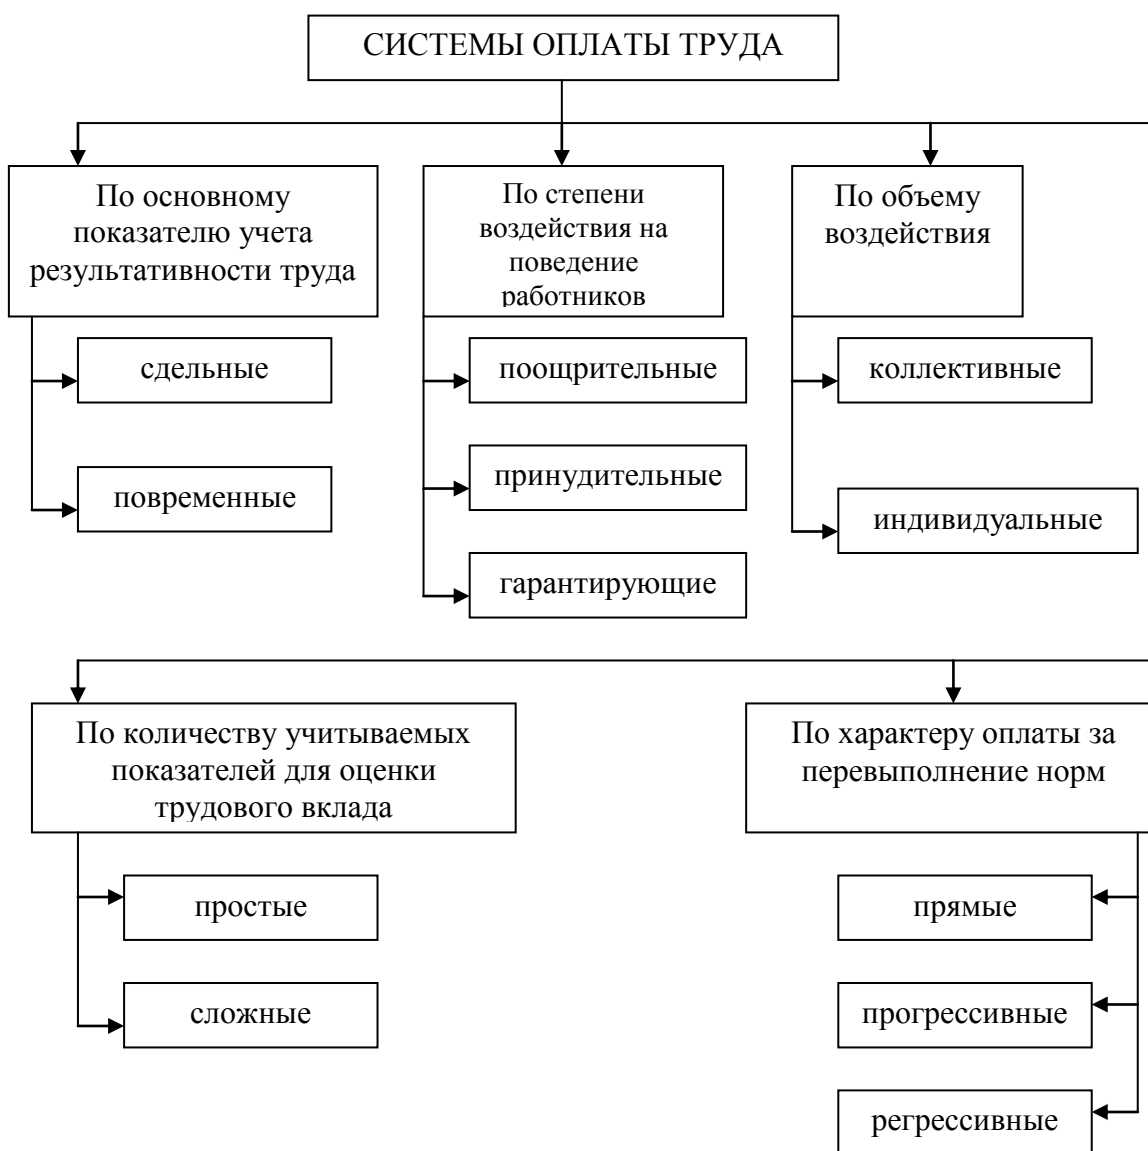 СИСТЕМЫ ОПЛАТЫ ТРУДА
По основному
показателю учета
результативности труда
сдельные
повременные
По степени
воздействия на
поведение
работников
поощрительные
принудительные
гарантирующие
По объему
воздействия
коллективные
индивидуальные
По количеству учитываемых
показателей для оценки
трудового вклада
простые
сложные
По характеру оплаты за
перевыполнение норм
прямые
прогрессивные
регрессивные